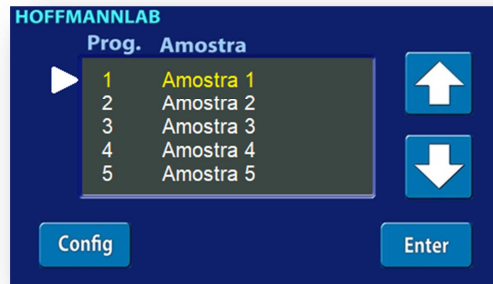 HOFFMANNLAB
Prog. Amostra
1 Amostra 1
2 Amostra 2
3 Amostra 3
4 Amostra 4
5 Amostra 5
Config Enter